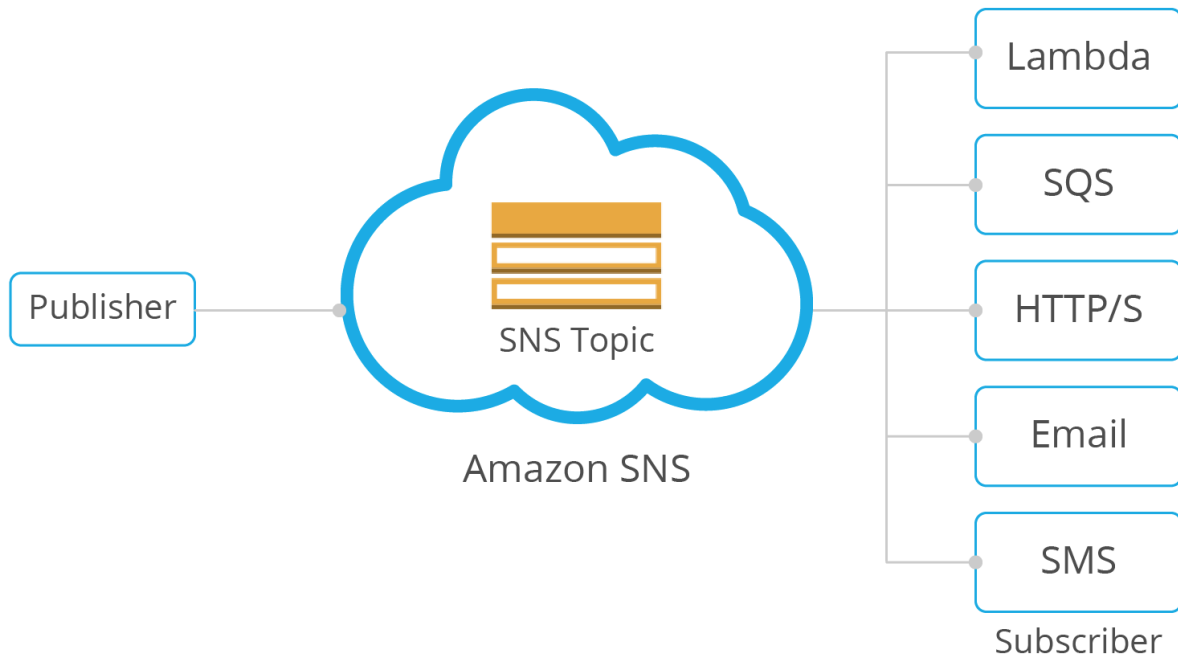 Publisher
SNS Topic
Amazon SNS
Lambda
SQS
HTTP/S
Email
SMS
Subscriber